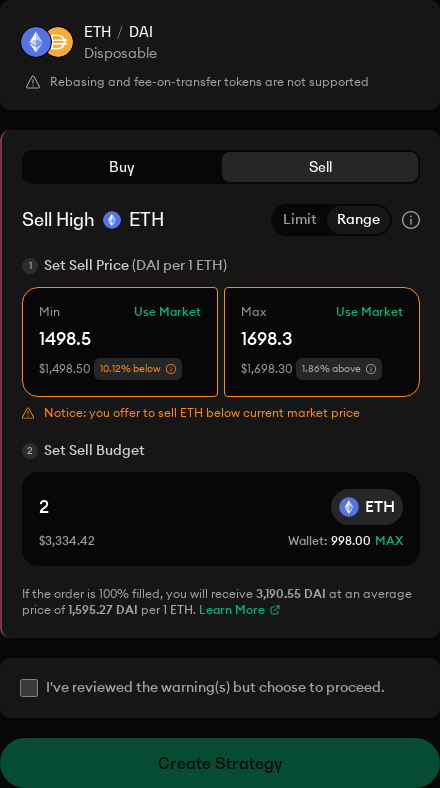 ETH / DAI
Disposable
Rebasing and fee-on-transfer tokens are not supported
Buy Sell
Sell High ETH Limit Range
1 Set Sell Price (DAI per 1 ETH)
Min Use Market Max Use Market
1498.5 1698.3
$1,498.50 10.12% below $1,698.30 1.86% above
Notice: you offer to sell ETH below current market price
2 Set Sell Budget
2 ETH
$3,334.42 Wallet: 998.00 MAX
If the order is 100% filled, you will receive 3,190.55 DAI at an average
price of 1,595.27 DAI per 1 ETH. Learn More
I've reviewed the warning(s) but choose to proceed.
Create Strategy